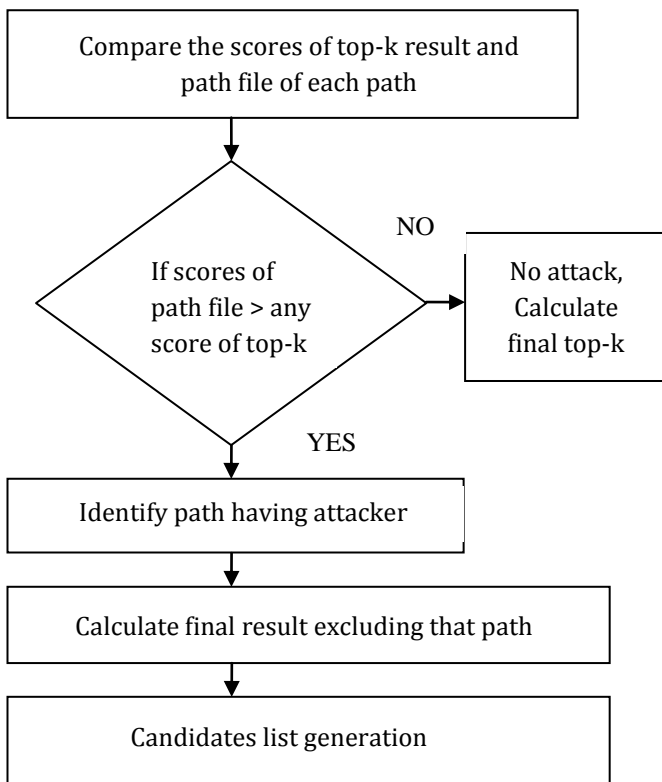 Compare the scores of top-k result and
path file of each path
NO
If scores of
path file > any
score of top-k
No attack,
Calculate
final top-k
YES
Identify path having attacker
Calculate final result excluding that path
Candidates list generation